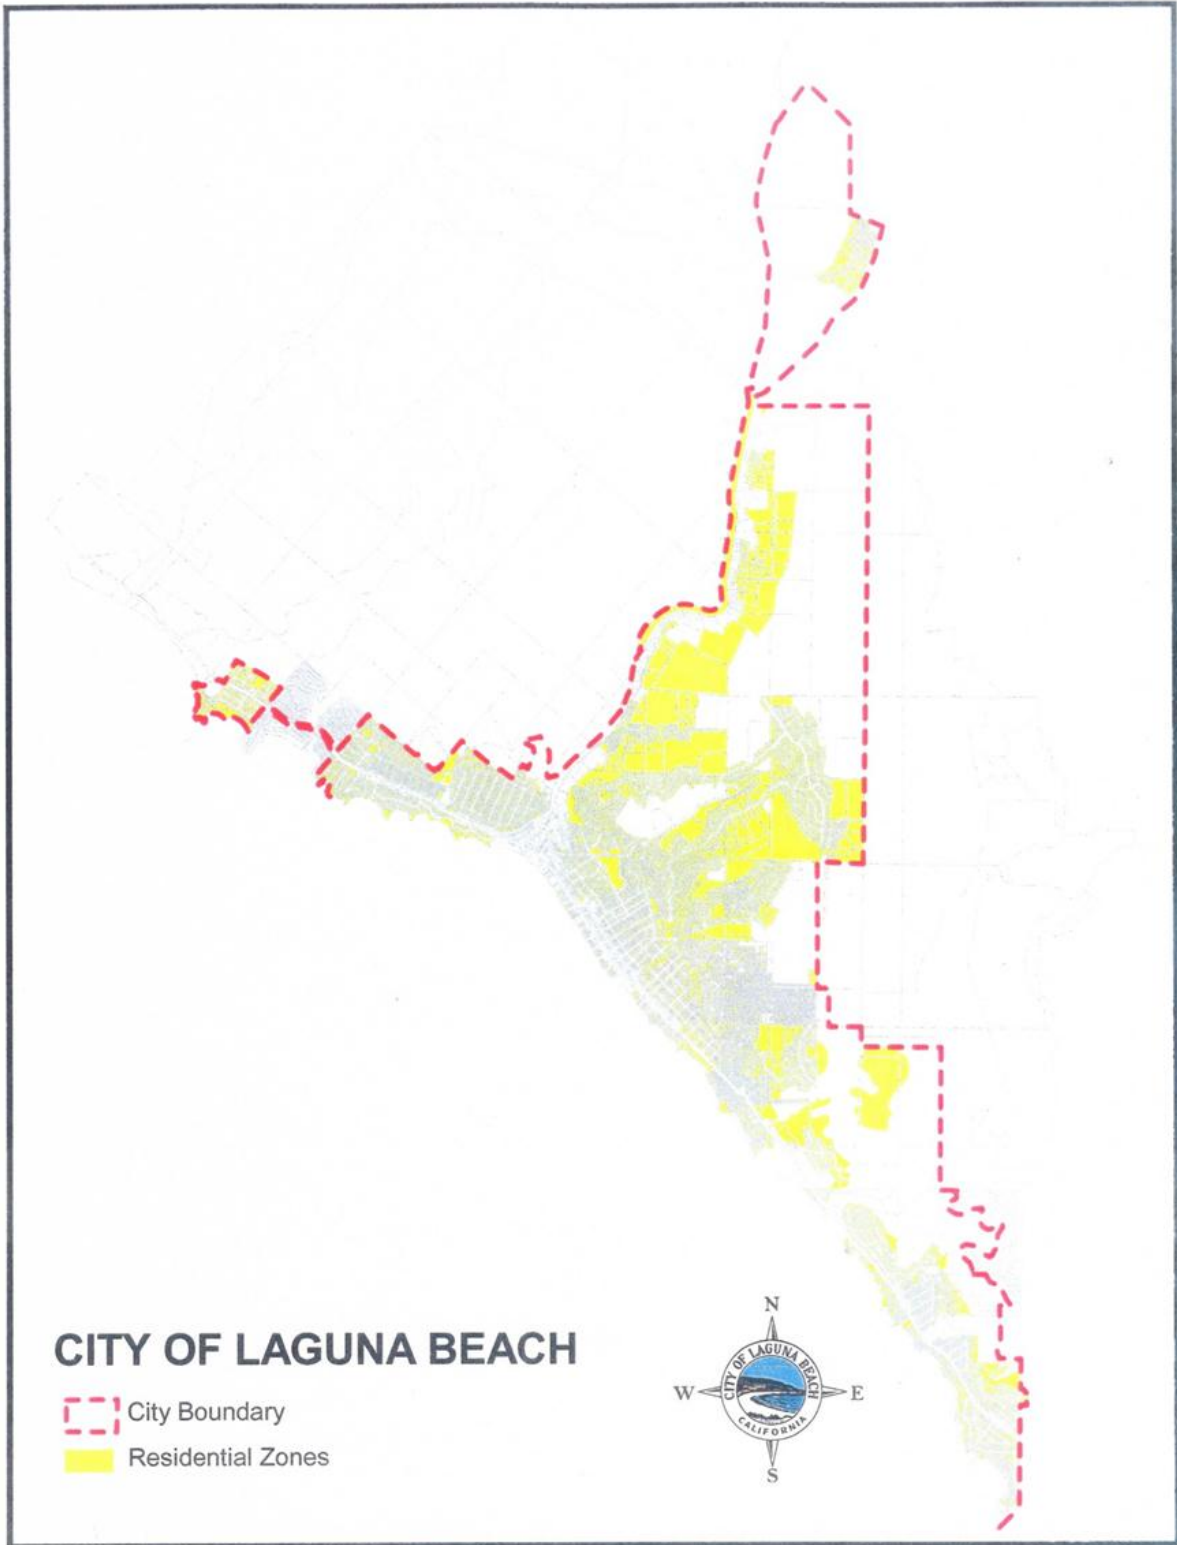 CITY OF LAGUNA BEACH
City Boundary
Residential Zones
N
W
E
S
CITY OF LAGUNA BEACH
CALIFORNIA